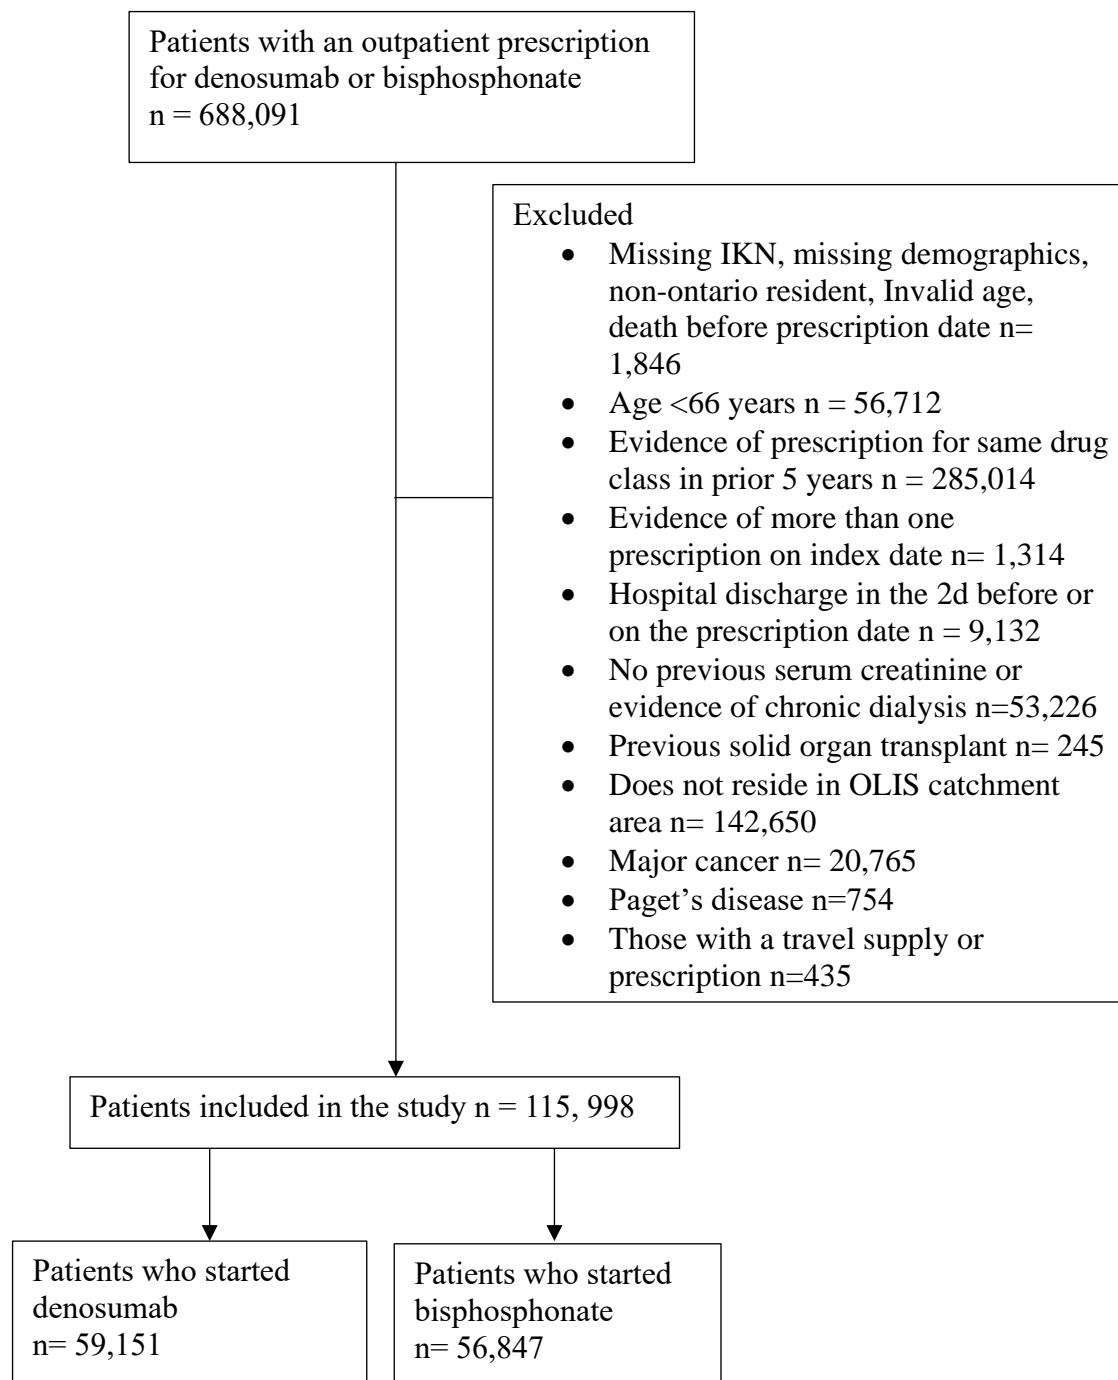 Patients with an outpatient prescription
for denosumab or bisphosphonate
n = 688,091
Excluded
• Missing IKN, missing demographics,
non-ontario resident, Invalid age,
death before prescription date n=
1,846
• Age <66 years n = 56,712
• Evidence of prescription for same drug
class in prior 5 years n = 285,014
• Evidence of more than one
prescription on index date n= 1,314
• Hospital discharge in the 2d before or
on the prescription date n = 9,132
• No previous serum creatinine or
evidence of chronic dialysis n=53,226
• Previous solid organ transplant n= 245
• Does not reside in OLIS catchment
area n= 142,650
• Major cancer n= 20,765
• Paget’s disease n=754
• Those with a travel supply or
prescription n=435
Patients included in the study n = 115, 998
Patients who started
denosumab
n= 59,151
Patients who started
bisphosphonate
n= 56,847